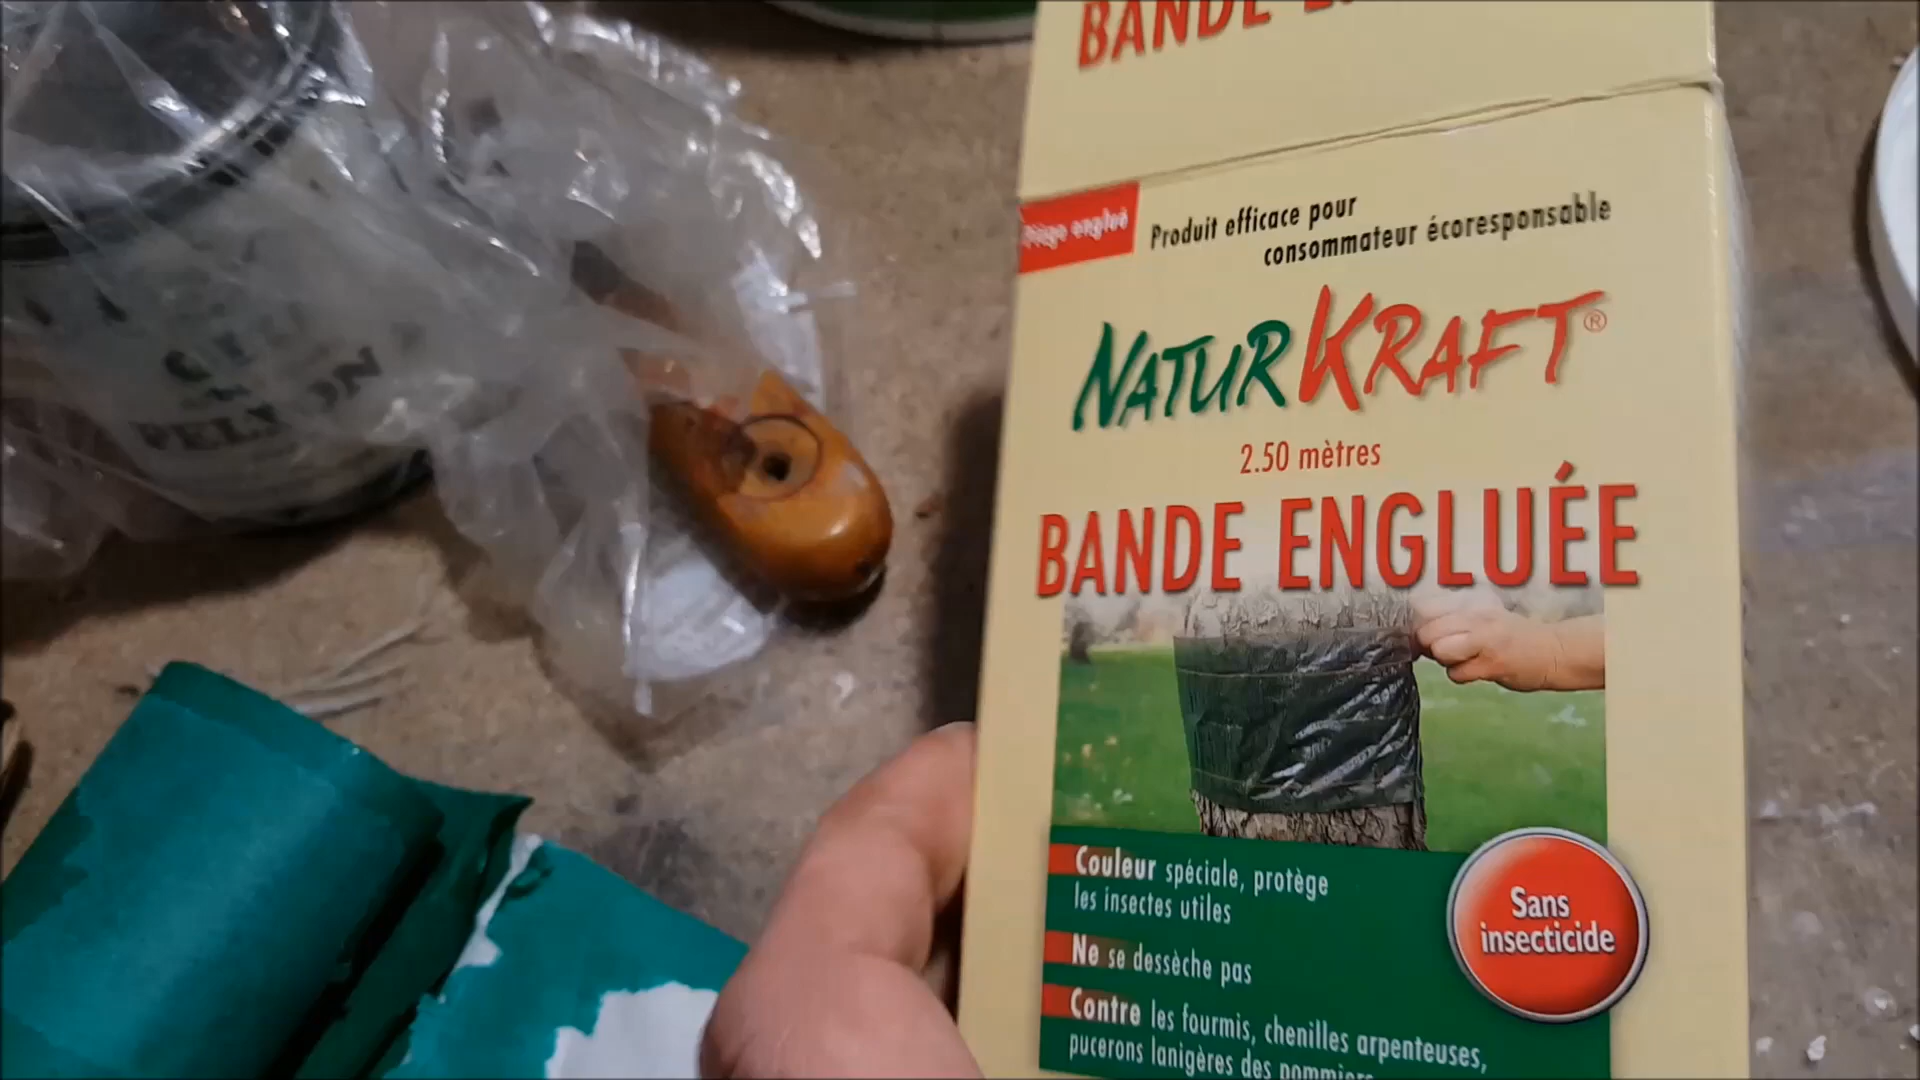 BANDE
Piège englué
Produit efficace pour
consommateur écoresponsable
NATURKRAFT®
2.50 mètres
BANDE ENGLUÉE
Couleur spéciale, protège
les insectes utiles
Ne se dessèche pas
Contre les fourmis, chenilles arpenteuses,
pucerons lanigères des pommiers
Sans
insecticide